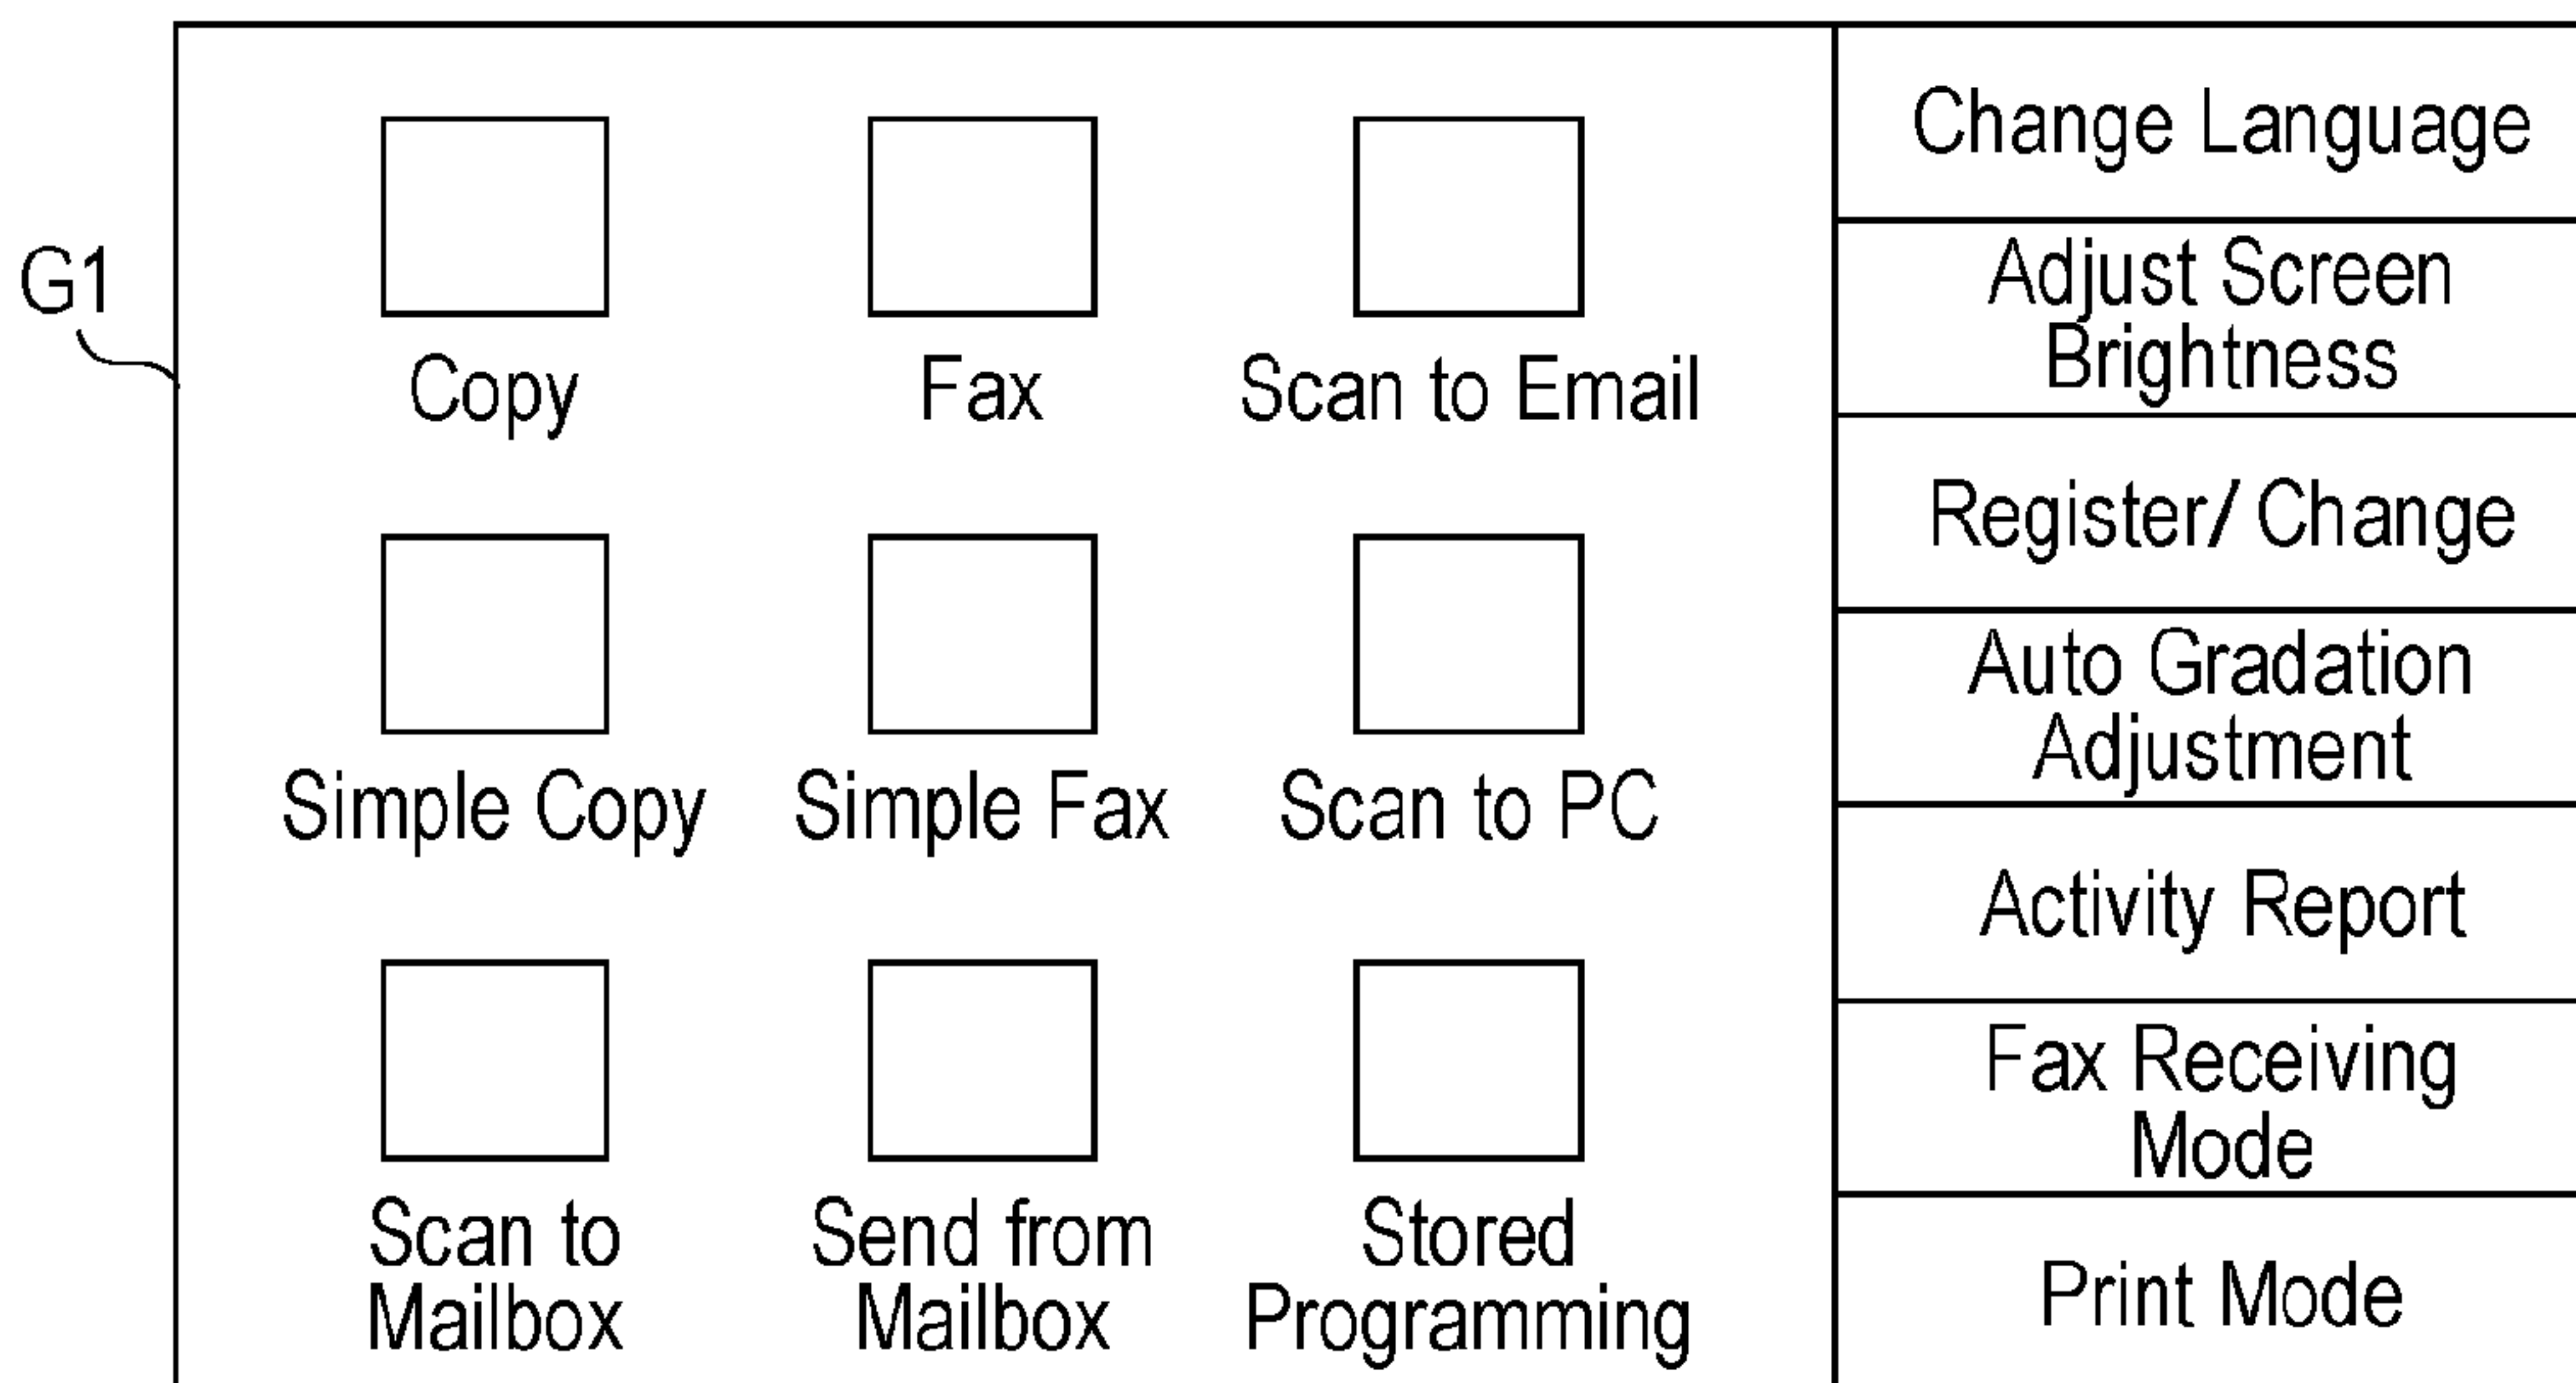 G1
Copy
Fax
Scan to Email
Simple Copy
Simple Fax
Scan to PC
Scan to
Mailbox
Send from
Mailbox
Stored
Programming
Change Language
Adjust Screen
Brightness
Register/ Change
Auto Gradation
Adjustment
Activity Report
Fax Receiving
Mode
Print Mode